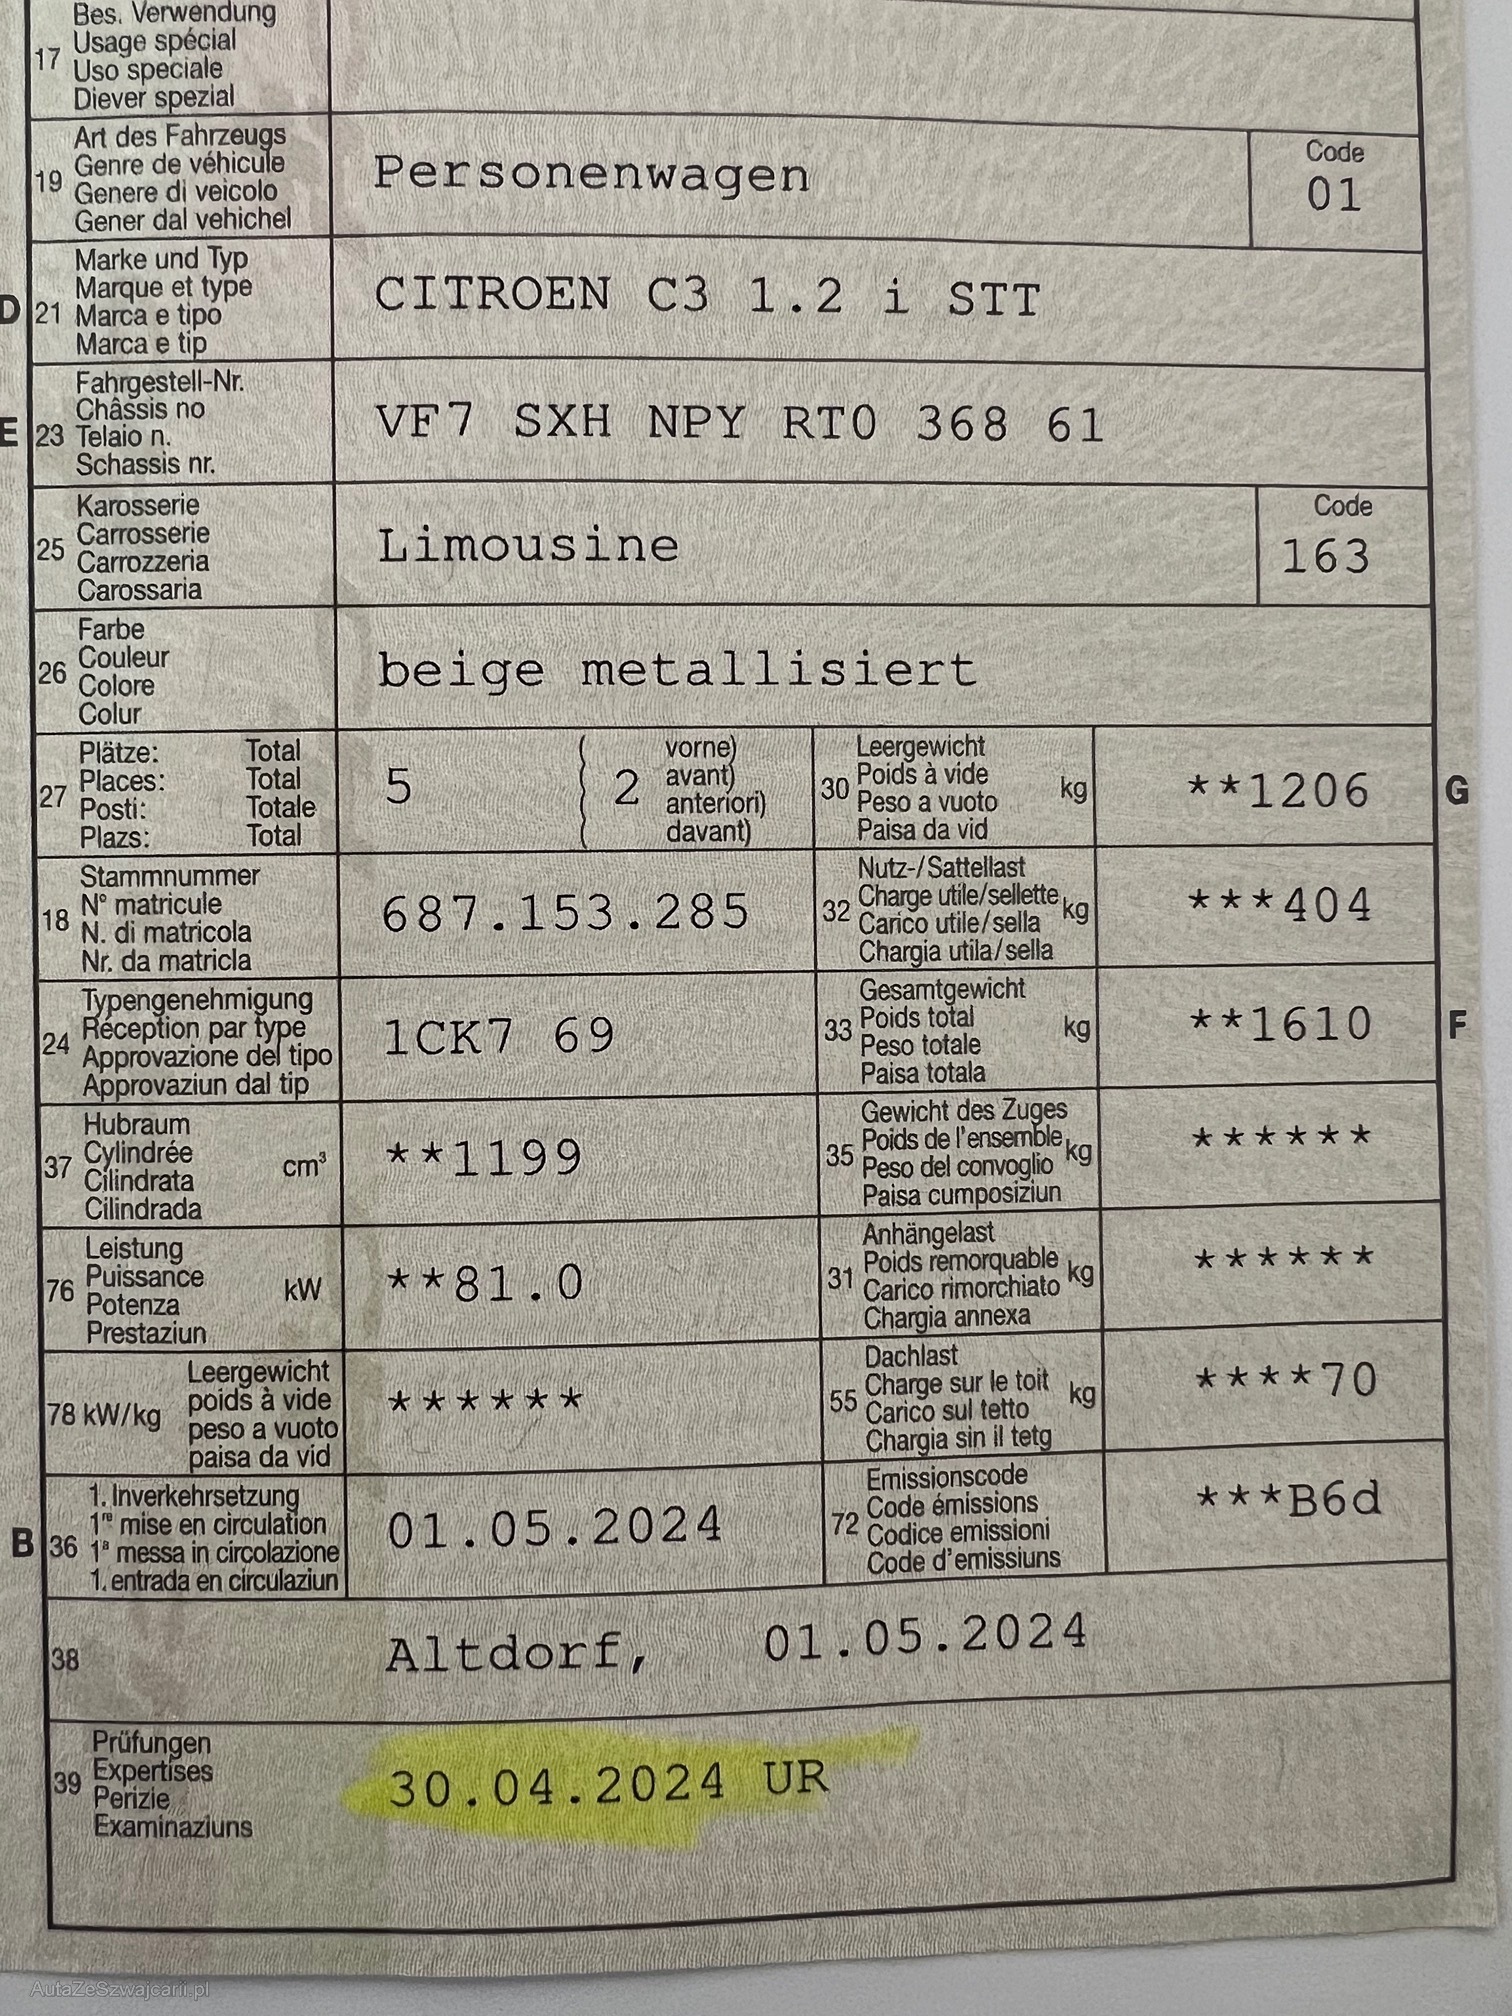 17 Bes. Verwendung
Usage spécial
Uso speciale
Diever spezial
19 Art des Fahrzeugs
Genre de véhicule
Genere di veicolo
Gener dal vehichel
Personenwagen
Code
01
D 21 Marke und Typ
Marque et type
Marca e tipo
Marca e tip
CITROEN C3 1.2 i STT
E 23 Fahrgestell-Nr.
Châssis no
Telaio n.
Schassis nr.
VF7 SXH NPY RT0 368 61
25 Karosserie
Carrosserie
Carrozzeria
Carossaria
Limousine
Code
163
26 Farbe
Couleur
Colore
Colur
beige metallisiert
27 Plätze: Total
Places: Total
Posti: Totale
Plazs: Total
5 ( 2 vorne)
avant)
anteriori)
davant)
30 Leergewicht
Poids à vide kg
Peso a vuoto
Paisa da vid
**1206 G
18 Stammnummer
N° matricule
N. di matricola
Nr. da matricla
687.153.285
32 Nutz-/Sattellast
Charge utile/sellette kg
Carico utile/sella
Chargia utila/sella
***404
24 Typengenehmigung
Réception par type
Approvazione del tipo
Approvaziun dal tip
1CK7 69
33 Gesamtgewicht
Poids total kg
Peso totale
Paisa totala
**1610 F
37 Hubraum
Cylindrée cm³
Cilindrata
Cilindrada
**1199
35 Gewicht des Zuges
Poids de l'ensemble kg
Peso del convoglio
Paisa cumposiziun
******
76 Leistung
Puissance kW
Potenza
Prestaziun
**81.0
31 Anhängelast
Poids remorquable kg
Carico rimorchiato
Chargia annexa
******
78 kW/kg Leergewicht
poids à vide
peso a vuoto
paisa da vid
******
55 Dachlast
Charge sur le toit kg
Carico sul tetto
Chargia sin il tetg
****70
B 36 1. Inverkehrsetzung
1re mise en circulation
1a messa in circolazione
1. entrada en circulaziun
01.05.2024
72 Emissionscode
Code émissions
Codice emissioni
Code d'emissiuns
***B6d
38 Altdorf, 01.05.2024
39 Prüfungen
Expertises
Perizie
Examinaziuns
30.04.2024 UR
AutaZeSzwajcarii.pl